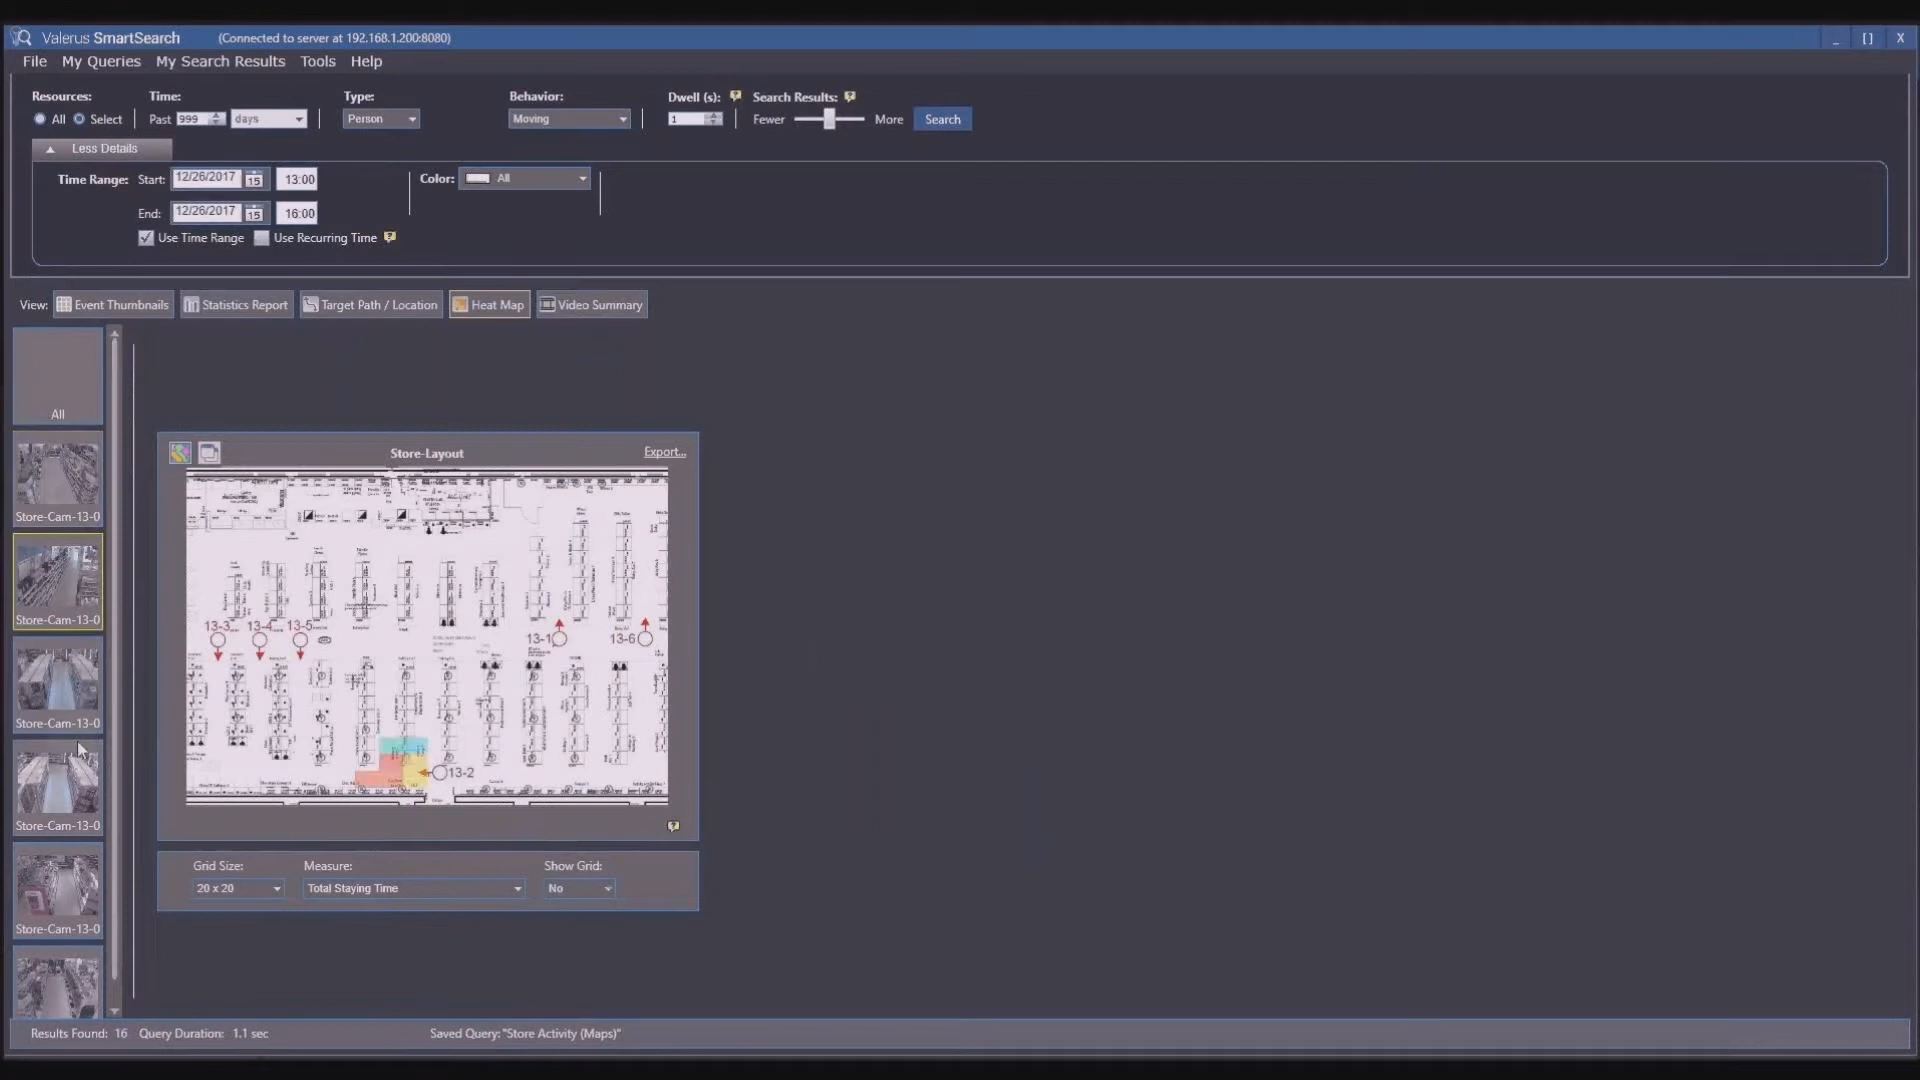 Valerus SmartSearch (Connected to server at 192.168.1.200:8080)
_ [] X
File My Queries My Search Results Tools Help
Resources: Time: Type: Behavior: Dwell (s): Search Results:
All Select Past 999 days Person Moving 1 Fewer More Search
Less Details
Time Range: Start: 12/26/2017 15 13:00 Color: All
End: 12/26/2017 15 16:00
Use Time Range Use Recurring Time
View: Event Thumbnails Statistics Report Target Path / Location Heat Map Video Summary
All
Store-Cam-13-0
Store-Cam-13-0
Store-Cam-13-0
Store-Cam-13-0
Store-Cam-13-0
Store-Layout Export...
13-3 13-4 13-5 13-1 13-6
13-2
Grid Size: Measure: Show Grid:
20 x 20 Total Staying Time No
Results Found: 16 Query Duration: 1.1 sec Saved Query: "Store Activity (Maps)"